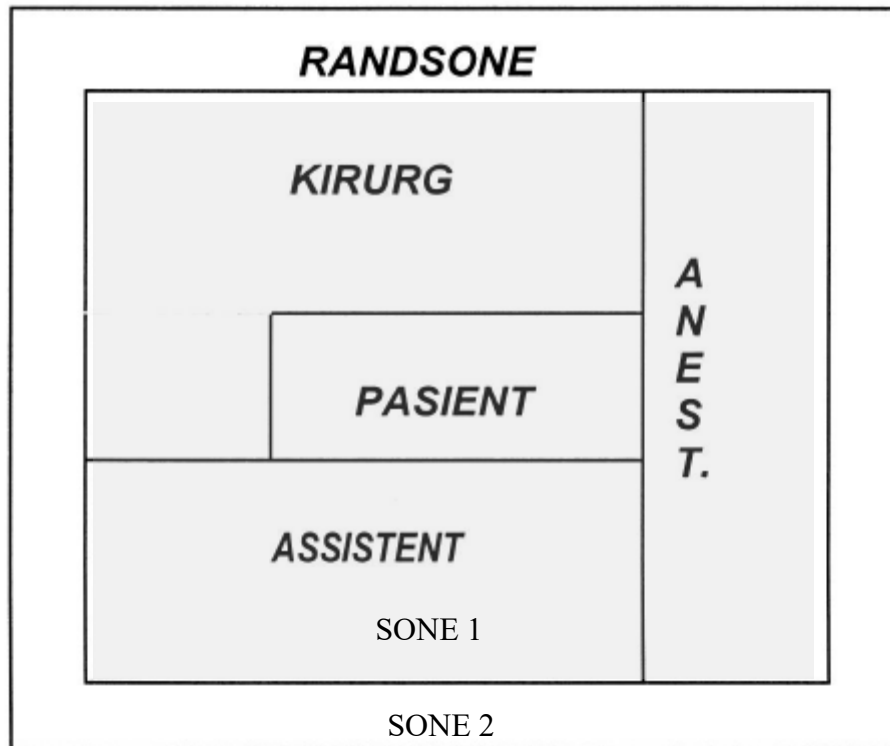 RANDSONE
KIRURG
A
N
E
S
T.
PASIENT
ASSISTENT
SONE 1
SONE 2